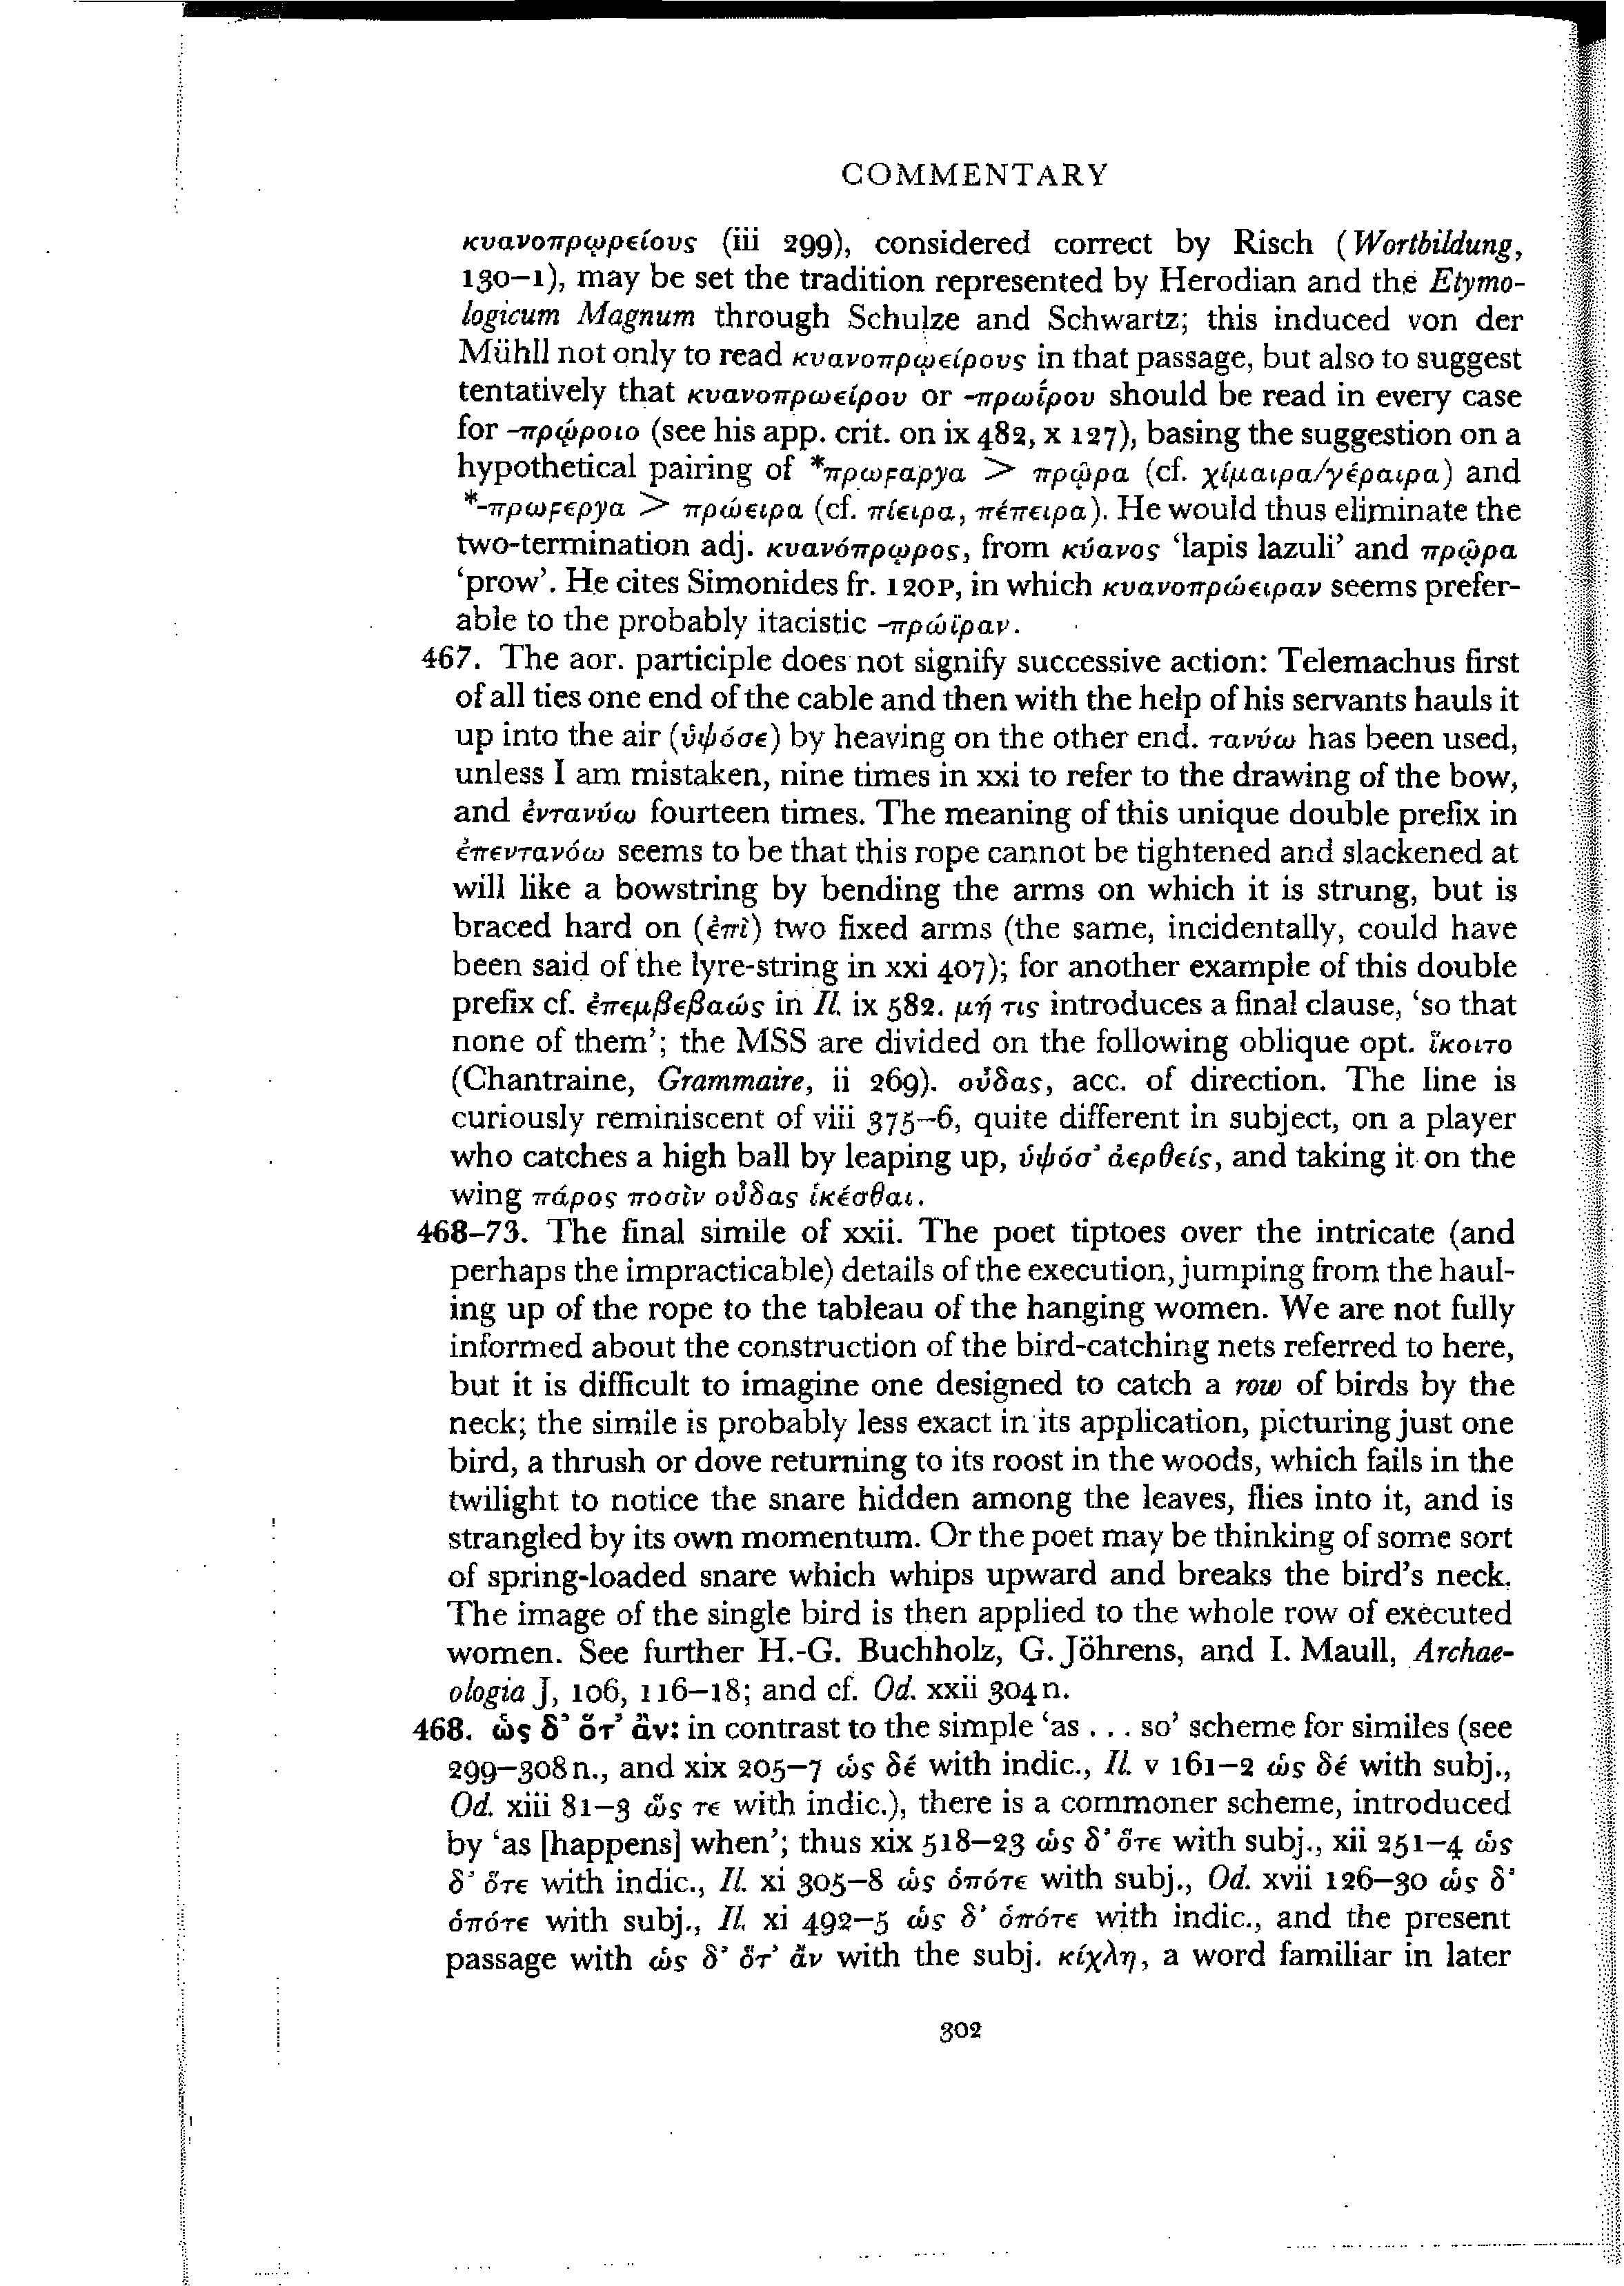 COMMENTARY
κυανοπρῳρείους (iii 299), considered correct by Risch (Wortbildung,
130–1), may be set the tradition represented by Herodian and the Etymo-
logicum Magnum through Schulze and Schwartz; this induced von der
Mühll not only to read κυανοπρῳείρους in that passage, but also to suggest
tentatively that κυανοπρωείρου or -πρωΐρου should be read in every case
for -πρῴροιο (see his app. crit. on ix 482, x 127), basing the suggestion on a
hypothetical pairing of *πρωϝαρyα > πρῷρα (cf. χίμαιρα/γέραιρα) and
*-πρωϝερyα > πρώειρα (cf. πίειρα, πέπειρα). He would thus eliminate the
two-termination adj. κυανόπρῳρος, from κύανος ‘lapis lazuli’ and πρῷρα
‘prow’. He cites Simonides fr. 120P, in which κυανοπρώειραν seems prefer-
able to the probably itacistic -πρώϊραν.
467. The aor. participle does not signify successive action: Telemachus first
of all ties one end of the cable and then with the help of his servants hauls it
up into the air (ὑψόσε) by heaving on the other end. τανύω has been used,
unless I am mistaken, nine times in xxi to refer to the drawing of the bow,
and ἐντανύω fourteen times. The meaning of this unique double prefix in
ἐπεντανόω seems to be that this rope cannot be tightened and slackened at
will like a bowstring by bending the arms on which it is strung, but is
braced hard on (ἐπὶ) two fixed arms (the same, incidentally, could have
been said of the lyre-string in xxi 407); for another example of this double
prefix cf. ἐπεμβεβαώς in Il. ix 582. μή τις introduces a final clause, ‘so that
none of them’; the MSS are divided on the following oblique opt. ἵκοιτο
(Chantraine, Grammaire, ii 269). οὖδας, acc. of direction. The line is
curiously reminiscent of viii 375–6, quite different in subject, on a player
who catches a high ball by leaping up, ὑψόσ’ ἀερθείς, and taking it on the
wing πάρος ποσὶν οὖδας ἱκέσθαι.
468–73. The final simile of xxii. The poet tiptoes over the intricate (and
perhaps the impracticable) details of the execution, jumping from the haul-
ing up of the rope to the tableau of the hanging women. We are not fully
informed about the construction of the bird-catching nets referred to here,
but it is difficult to imagine one designed to catch a row of birds by the
neck; the simile is probably less exact in its application, picturing just one
bird, a thrush or dove returning to its roost in the woods, which fails in the
twilight to notice the snare hidden among the leaves, flies into it, and is
strangled by its own momentum. Or the poet may be thinking of some sort
of spring-loaded snare which whips upward and breaks the bird’s neck.
The image of the single bird is then applied to the whole row of executed
women. See further H.-G. Buchholz, G. Jöhrens, and I. Maull, Archae-
ologia J, 106, 116–18; and cf. Od. xxii 304 n.
468. ὡς δ’ ὅτ’ ἄν: in contrast to the simple ‘as . . . so’ scheme for similes (see
299–308 n., and xix 205–7 ὡς δέ with indic., Il. v 161–2 ὡς δέ with subj.,
Od. xiii 81–3 ὥς τε with indic.), there is a commoner scheme, introduced
by ‘as [happens] when’; thus xix 518–23 ὡς δ’ ὅτε with subj., xii 251–4 ὡς
δ’ ὅτε with indic., Il. xi 305–8 ὡς ὁπότε with subj., Od. xvii 126–30 ὡς δ’
ὁπότε with subj., Il. xi 492–5 ὡς δ’ ὁπότε with indic., and the present
passage with ὡς δ’ ὅτ’ ἄν with the subj. κίχλη, a word familiar in later
302